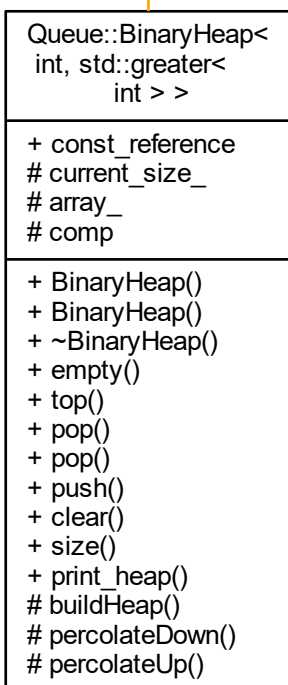 Queue::BinaryHeap<
int, std::greater<
int > >
+ const_reference
# current_size_
# array_
# comp
+ BinaryHeap()
+ BinaryHeap()
+ ~BinaryHeap()
+ empty()
+ top()
+ pop()
+ pop()
+ push()
+ clear()
+ size()
+ print_heap()
# buildHeap()
# percolateDown()
# percolateUp()